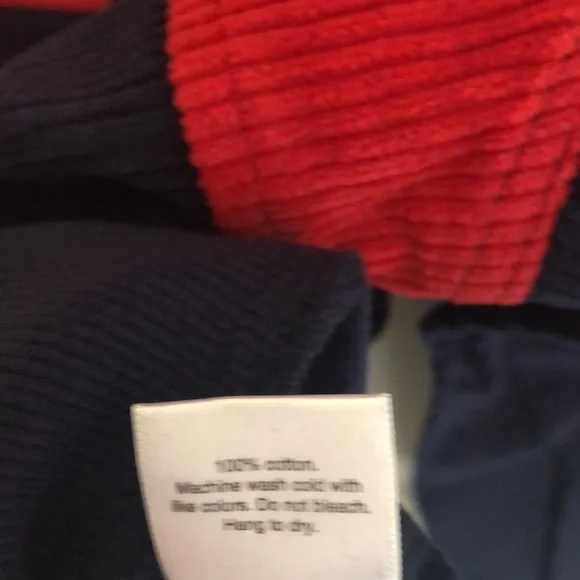 100% cotton.
Machine wash cold with
like colors. Do not bleach.
Hang to dry.